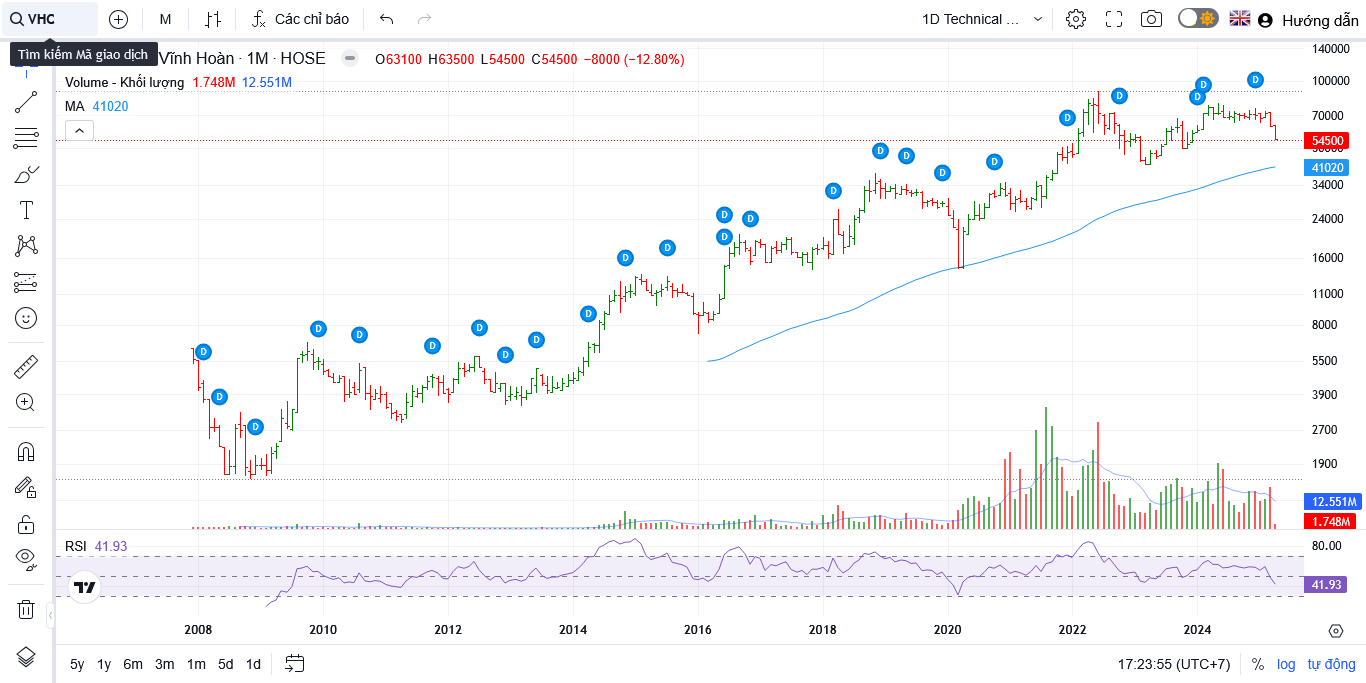 VHC
M
Các chỉ báo
1D Technical ...
Hướng dẫn
Tìm kiếm Mã giao dịch
Vĩnh Hoàn · 1M · HOSE
O63100 H63500 L54500 C54500 −8000 (−12.80%)
Volume - Khối lượng 1.748M 12.551M
MA 41020
140000
100000
70000
54500
41020
34000
24000
16000
11000
8000
5500
3900
2700
1900
12.551M
1.748M
D D D D D D D D D D D D D D D D D D D D D D D D D
RSI 41.93
80.00
41.93
2008 2010 2012 2014 2016 2018 2020 2022 2024
5y 1y 6m 3m 1m 5d 1d
17:23:55 (UTC+7) % log tự động